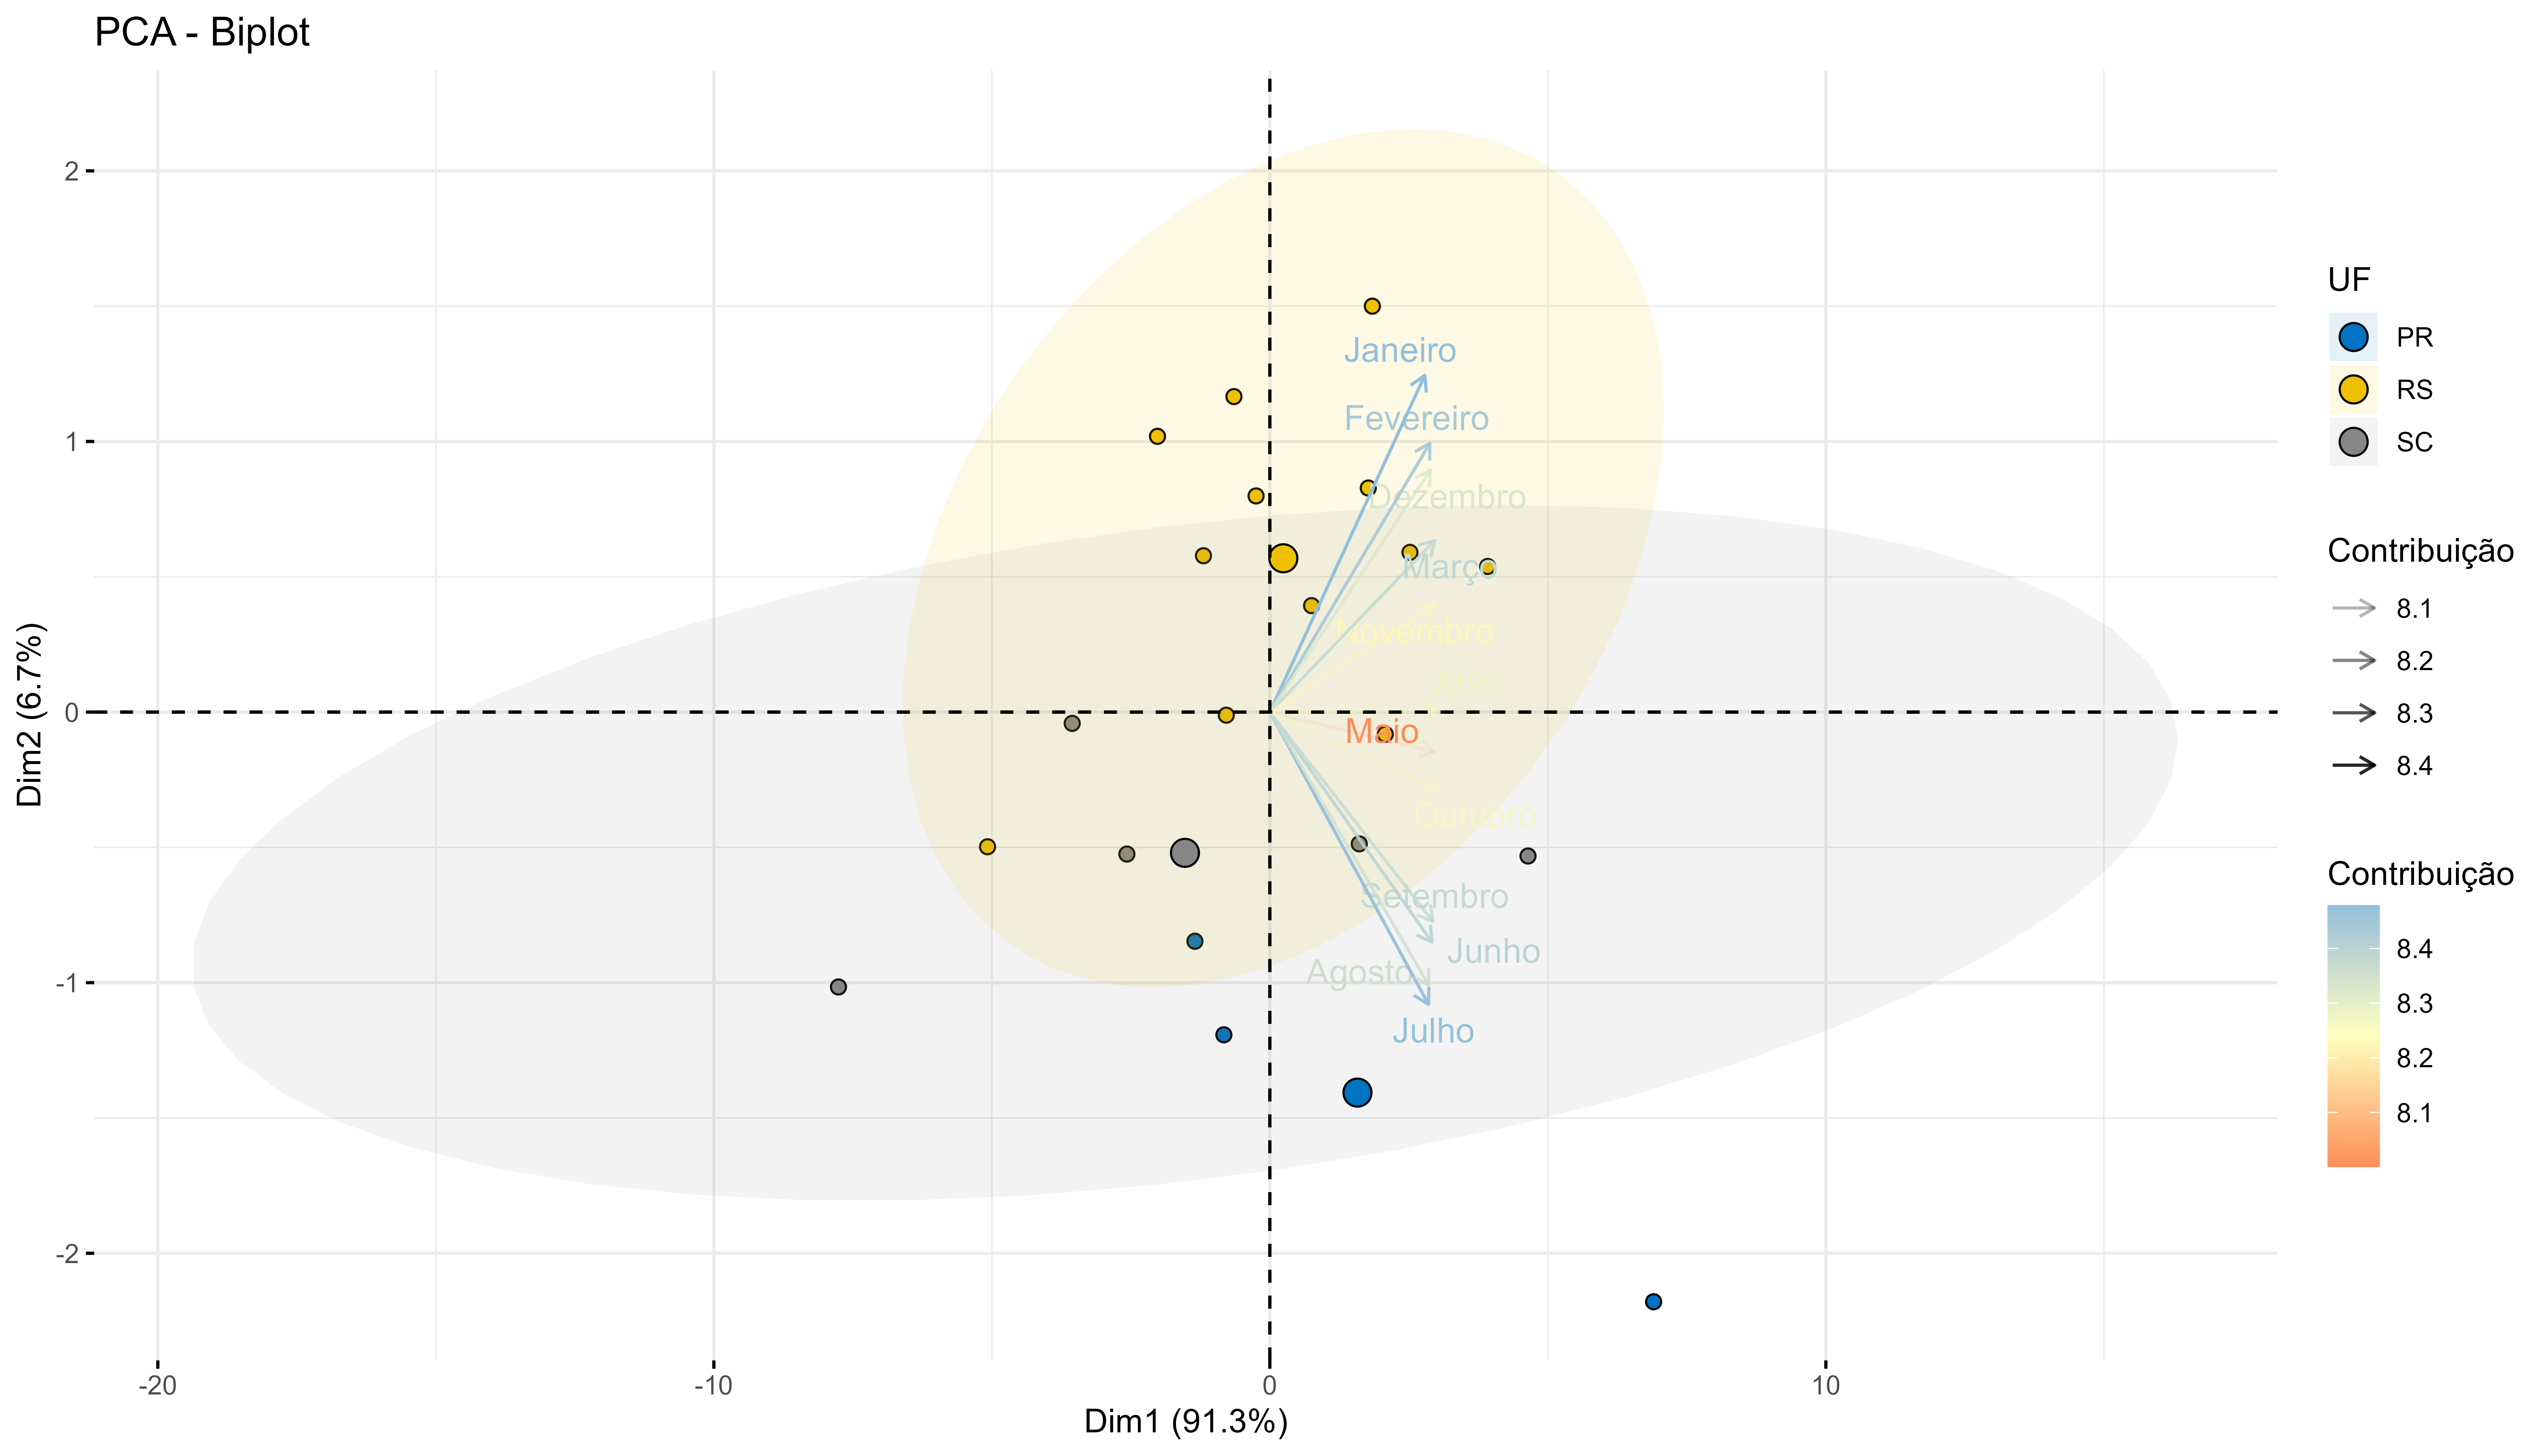 PCA - Biplot
2
1
0
-1
-2
Dim2 (6.7%)
Janeiro
Fevereiro
Dezembro
Março
Novembro
Abril
Maio
Outubro
Setembro
Junho
Agosto
Julho
-20
-10
0
10
Dim1 (91.3%)
UF
PR
RS
SC
Contribuição
8.1
8.2
8.3
8.4
Contribuição
8.4
8.3
8.2
8.1